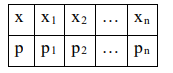 x x₁ x₂ … xₙ
p p₁ p₂ … pₙ